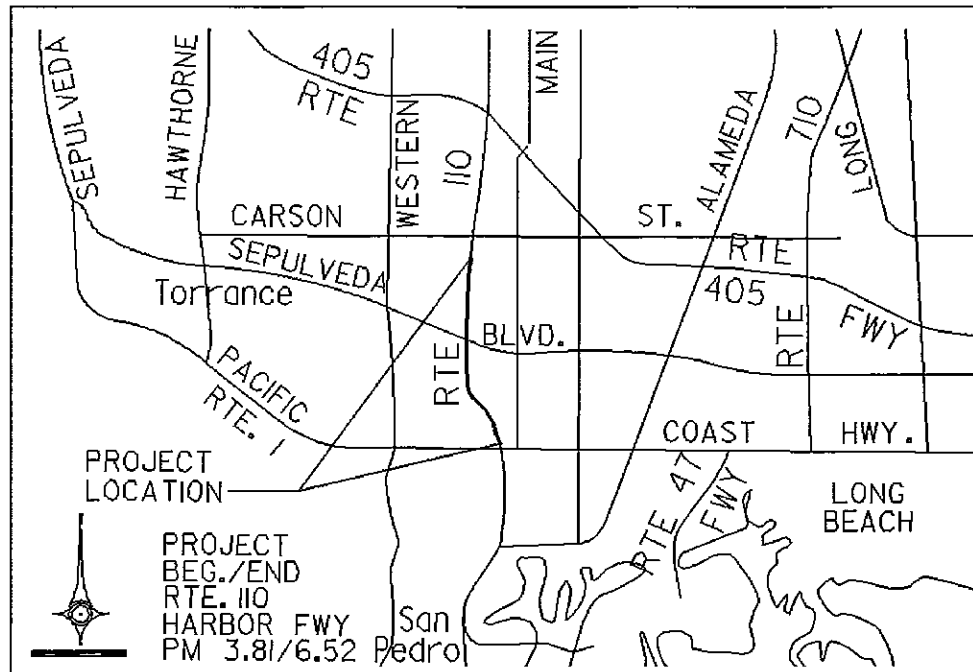 SEPULVEDA
HAWTHORNE
405
RTE
WESTERN
110
MAIN
ALAMEDA
710
LONG
CARSON
ST.
SEPULVEDA
BLVD.
RTE
405
FWY
Torrance
RTE
RTE
PACIFIC
RTE. 1
COAST
HWY.
PROJECT
LOCATION
RTE 47
FWY
LONG
BEACH
PROJECT
BEG./END
RTE. 110
HARBOR FWY
PM 3.81/6.52
San
Pedro